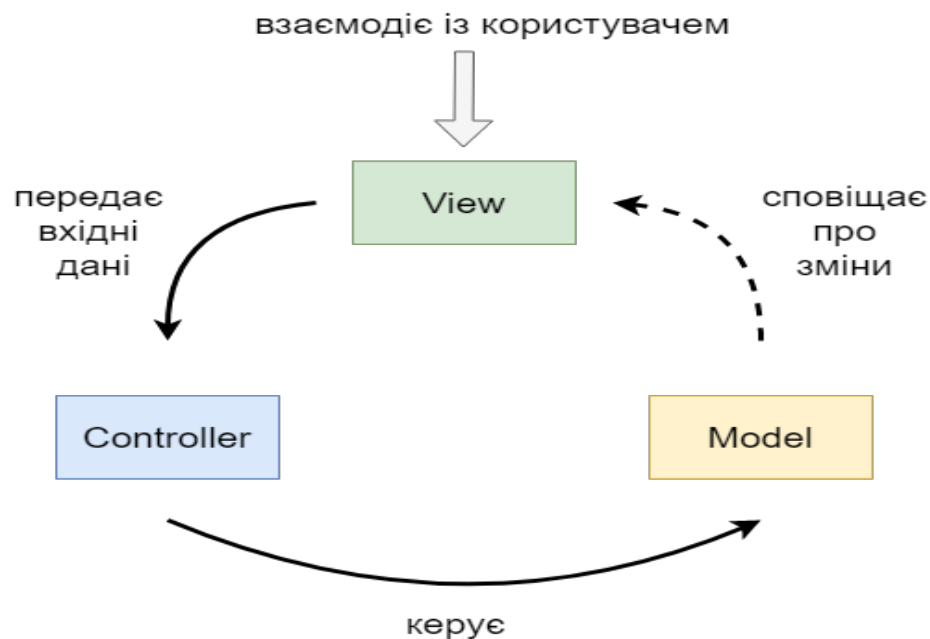 взаємодіє із користувачем
View
передає
вхідні
дані
сповіщає
про
зміни
Controller
Model
керує